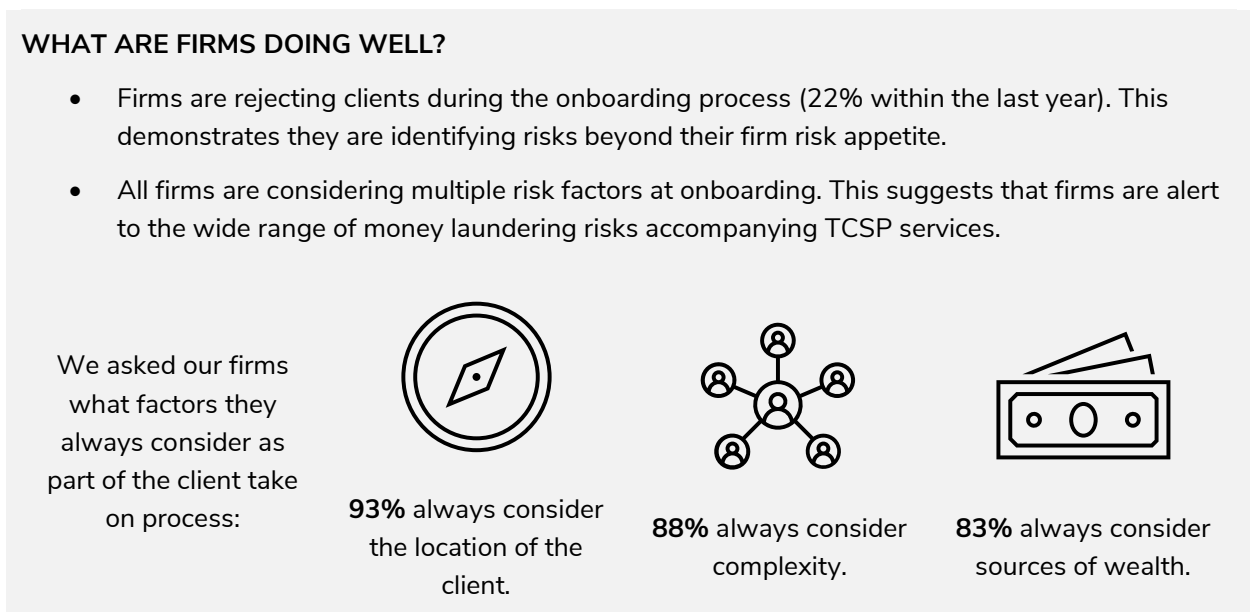 WHAT ARE FIRMS DOING WELL?
• Firms are rejecting clients during the onboarding process (22% within the last year). This
demonstrates they are identifying risks beyond their firm risk appetite.
• All firms are considering multiple risk factors at onboarding. This suggests that firms are alert
to the wide range of money laundering risks accompanying TCSP services.
We asked our firms
what factors they
always consider as
part of the client take
on process:
93% always consider
the location of the
client.
88% always consider
complexity.
83% always consider
sources of wealth.